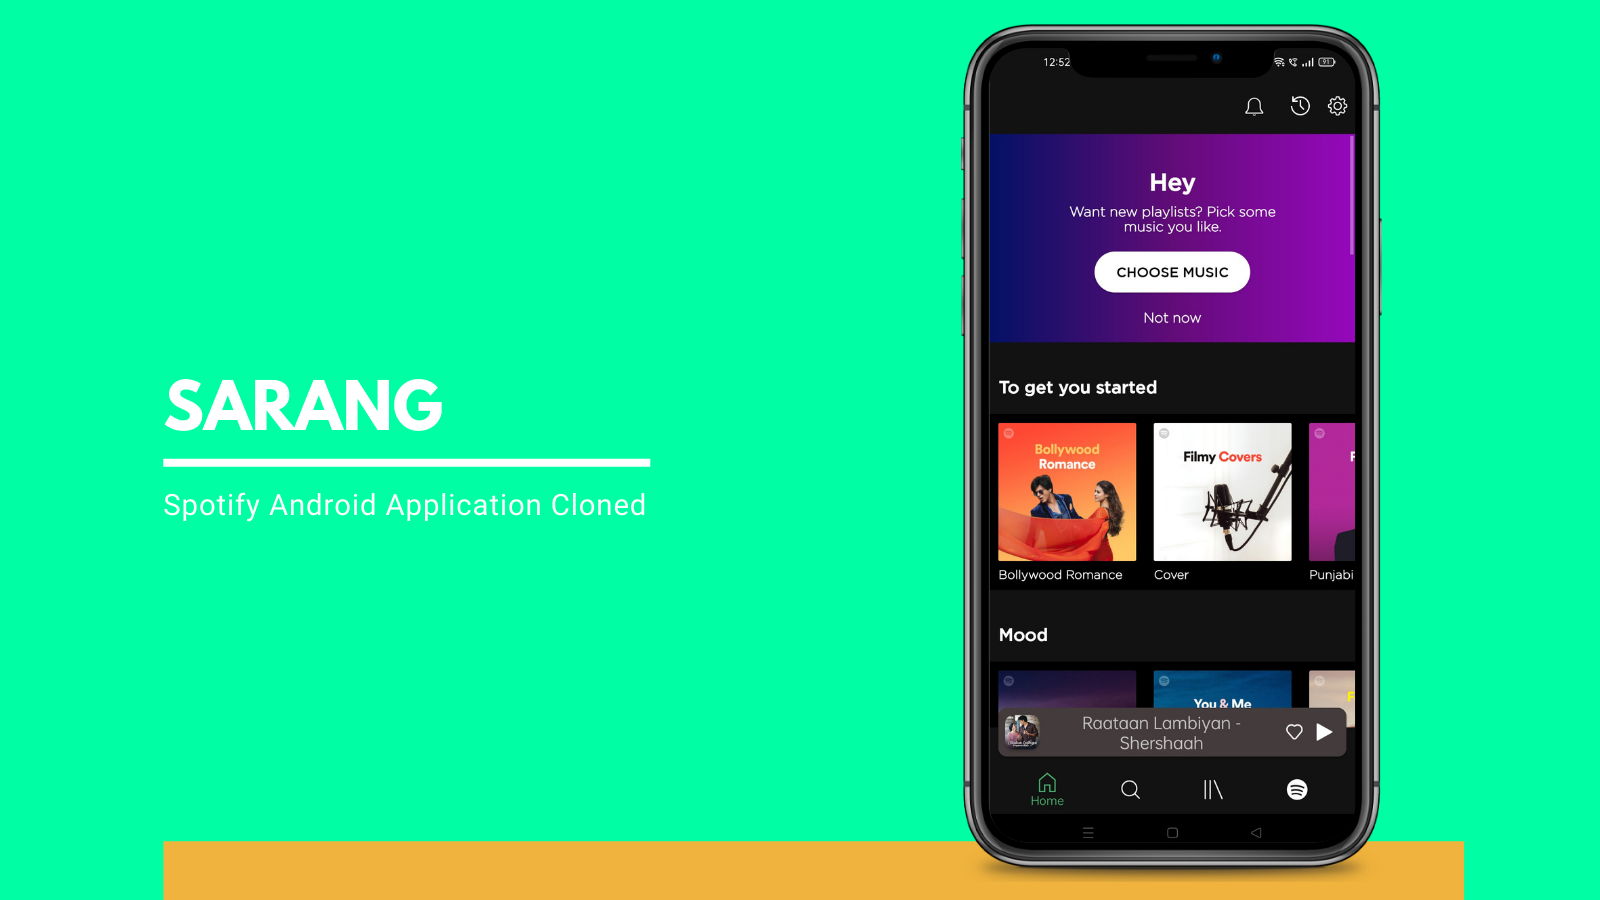 SARANG
Spotify Android Application Cloned
12:52
91
Hey
Want new playlists? Pick some
music you like.
CHOOSE MUSIC
Not now
To get you started
Bollywood
Romance
Filmy Covers
Bollywood Romance
Cover
Punjabi
Mood
You & Me
Raataan Lambiyan -
Shershaah
Home